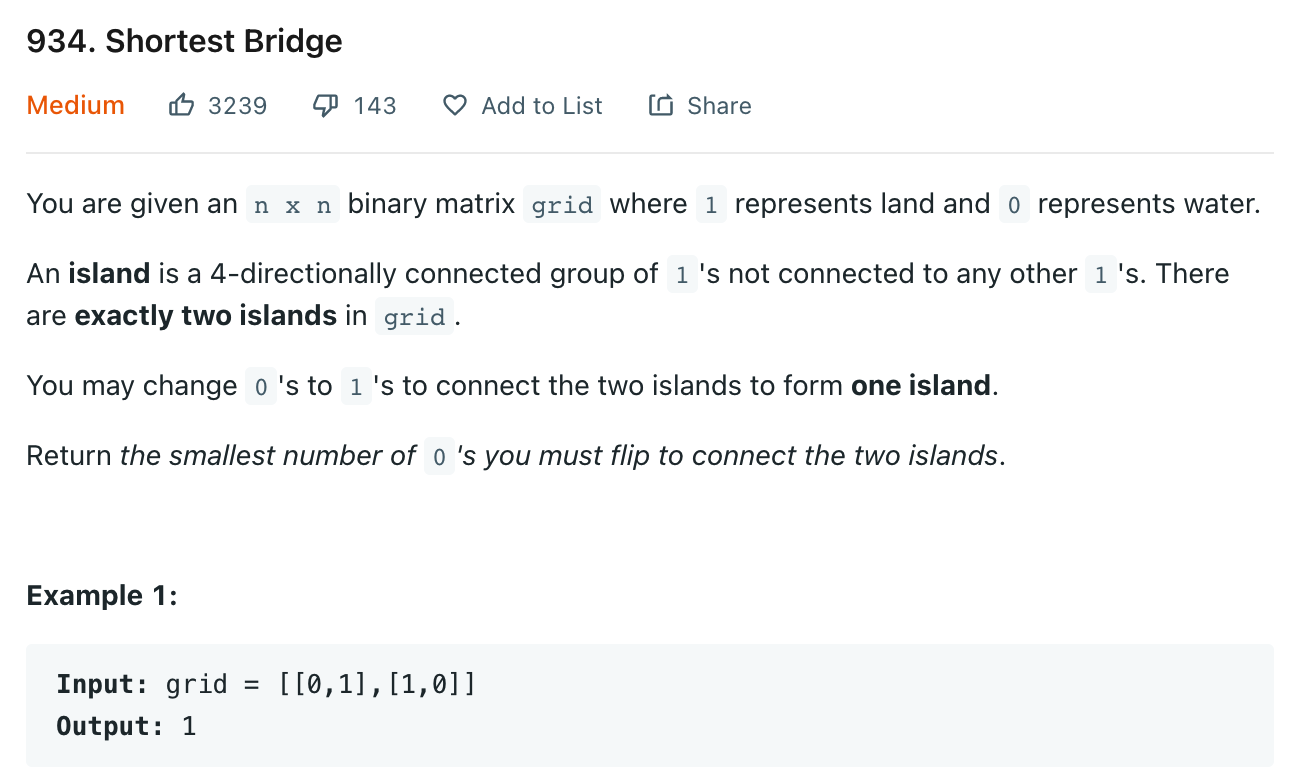 934. Shortest Bridge
Medium 3239 143 Add to List Share
You are given an n x n binary matrix grid where 1 represents land and 0 represents water.
An island is a 4-directionally connected group of 1 's not connected to any other 1 's. There
are exactly two islands in grid .
You may change 0 's to 1 's to connect the two islands to form one island.
Return the smallest number of 0 's you must flip to connect the two islands.
Example 1:
Input: grid = [[0,1],[1,0]]
Output: 1